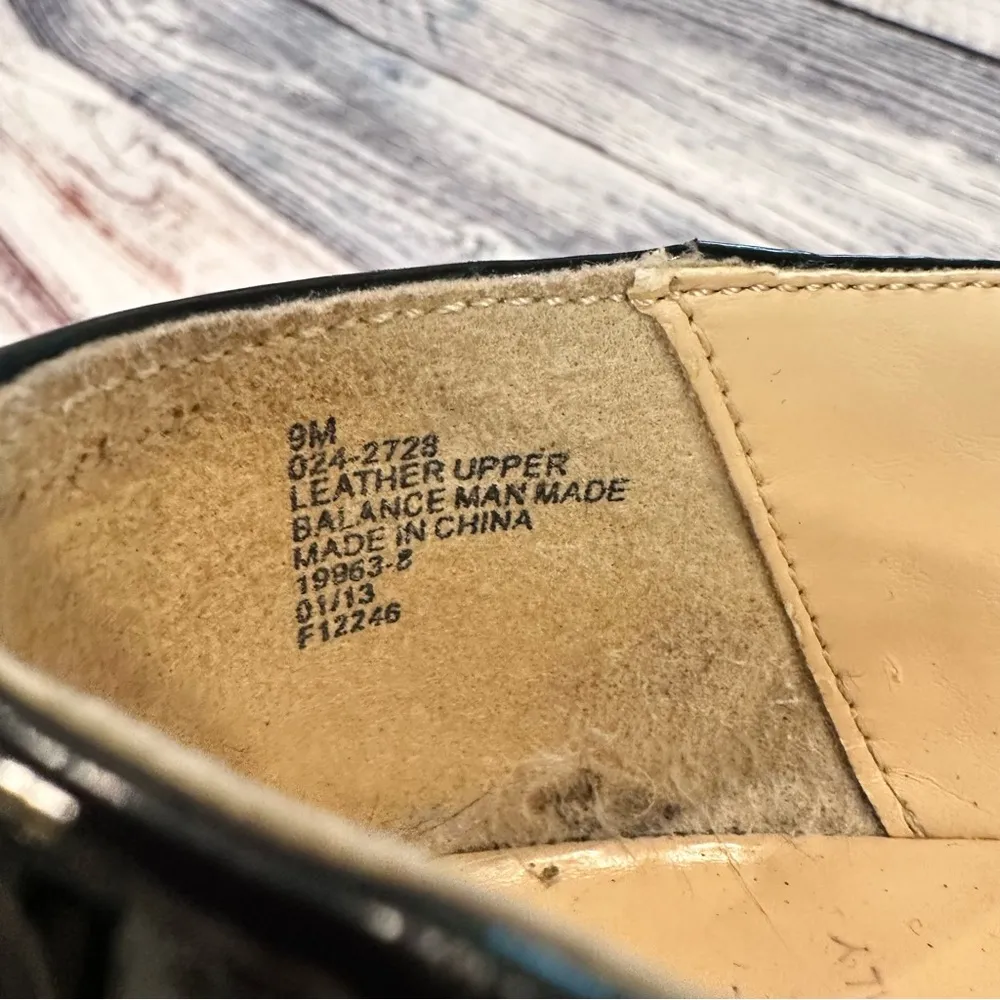 9M
024-2728
LEATHER UPPER
BALANCE MAN MADE
MADE IN CHINA
19963-8
01/13
F12246